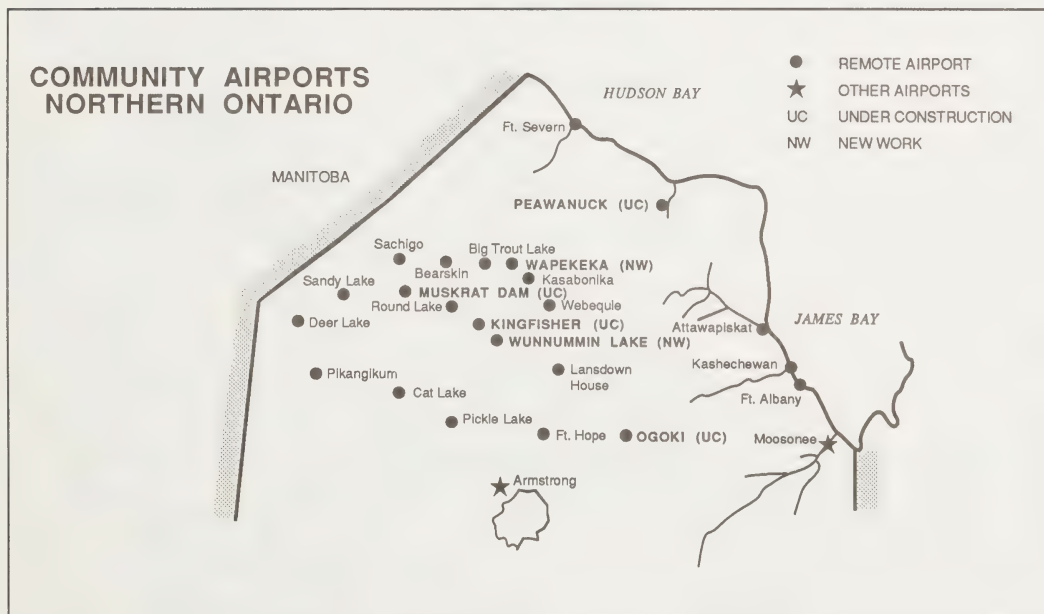 COMMUNITY AIRPORTS
NORTHERN ONTARIO
REMOTE AIRPORT
OTHER AIRPORTS
UC UNDER CONSTRUCTION
NW NEW WORK
HUDSON BAY
Ft. Severn
MANITOBA
PEAWANUCK (UC)
Sachigo
Big Trout Lake
Bearskin
WAPEKEKA (NW)
Kasabonika
Sandy Lake
MUSKRAT DAM (UC)
Round Lake
Webequie
Deer Lake
KINGFISHER (UC)
WUNNUMMIN LAKE (NW)
Attawapiskat
JAMES BAY
Pikangikum
Lansdown
House
Kashechewan
Cat Lake
Ft. Albany
Pickle Lake
Ft. Hope
OGOKI (UC)
Moosonee
Armstrong